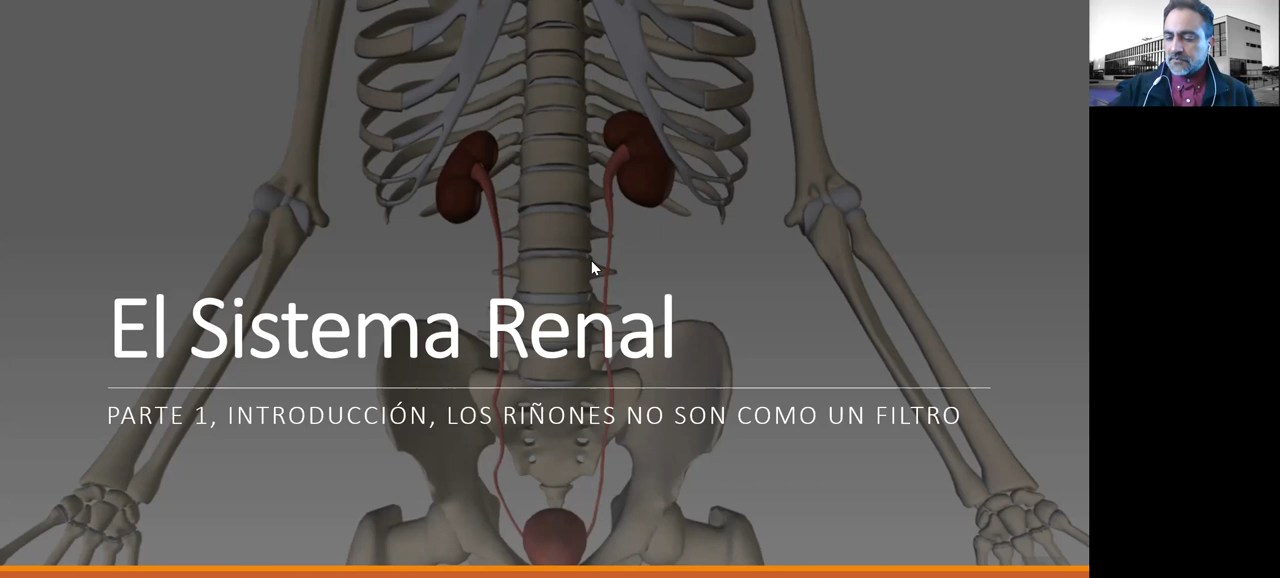 El Sistema Renal
PARTE 1, INTRODUCCIÓN, LOS RIÑONES NO SON COMO UN FILTRO